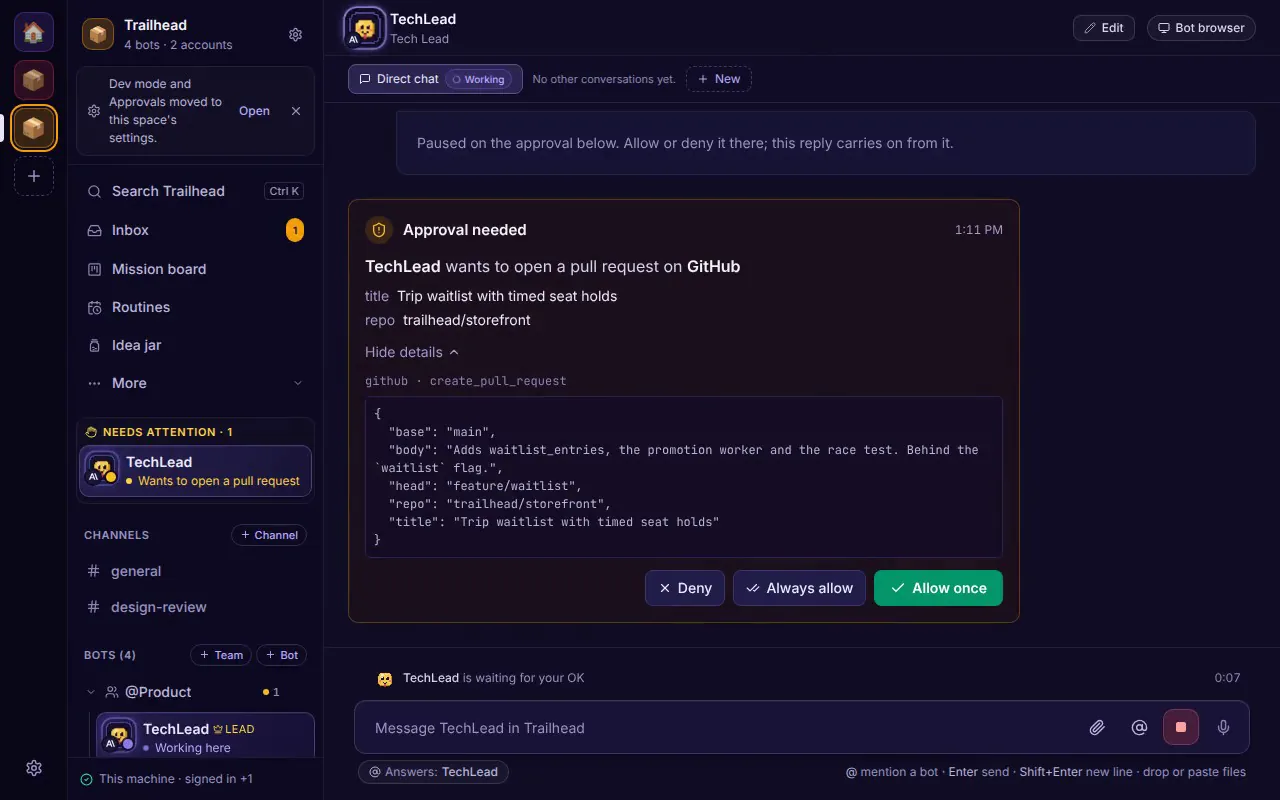 Trailhead
4 bots · 2 accounts
Dev mode and
Approvals moved to
this space's
settings.
Open
Search Trailhead
Ctrl K
Inbox
1
Mission board
Routines
Idea jar
More
NEEDS ATTENTION · 1
TechLead
Wants to open a pull request
CHANNELS
+ Channel
# general
# design-review
BOTS (4)
+ Team
+ Bot
@Product
1
TechLead
LEAD
Working here
This machine · signed in +1
TechLead
Tech Lead
Edit
Bot browser
Direct chat
Working
No other conversations yet.
+ New
Paused on the approval below. Allow or deny it there; this reply carries on from it.
Approval needed
1:11 PM
TechLead wants to open a pull request on GitHub
title Trip waitlist with timed seat holds
repo trailhead/storefront
Hide details
github · create_pull_request
{
"base": "main",
"body": "Adds waitlist_entries, the promotion worker and the race test. Behind the
`waitlist` flag.",
"head": "feature/waitlist",
"repo": "trailhead/storefront",
"title": "Trip waitlist with timed seat holds"
}
Deny
Always allow
Allow once
TechLead is waiting for your OK
0:07
Message TechLead in Trailhead
@ Answers: TechLead
@ mention a bot · Enter send · Shift+Enter new line · drop or paste files